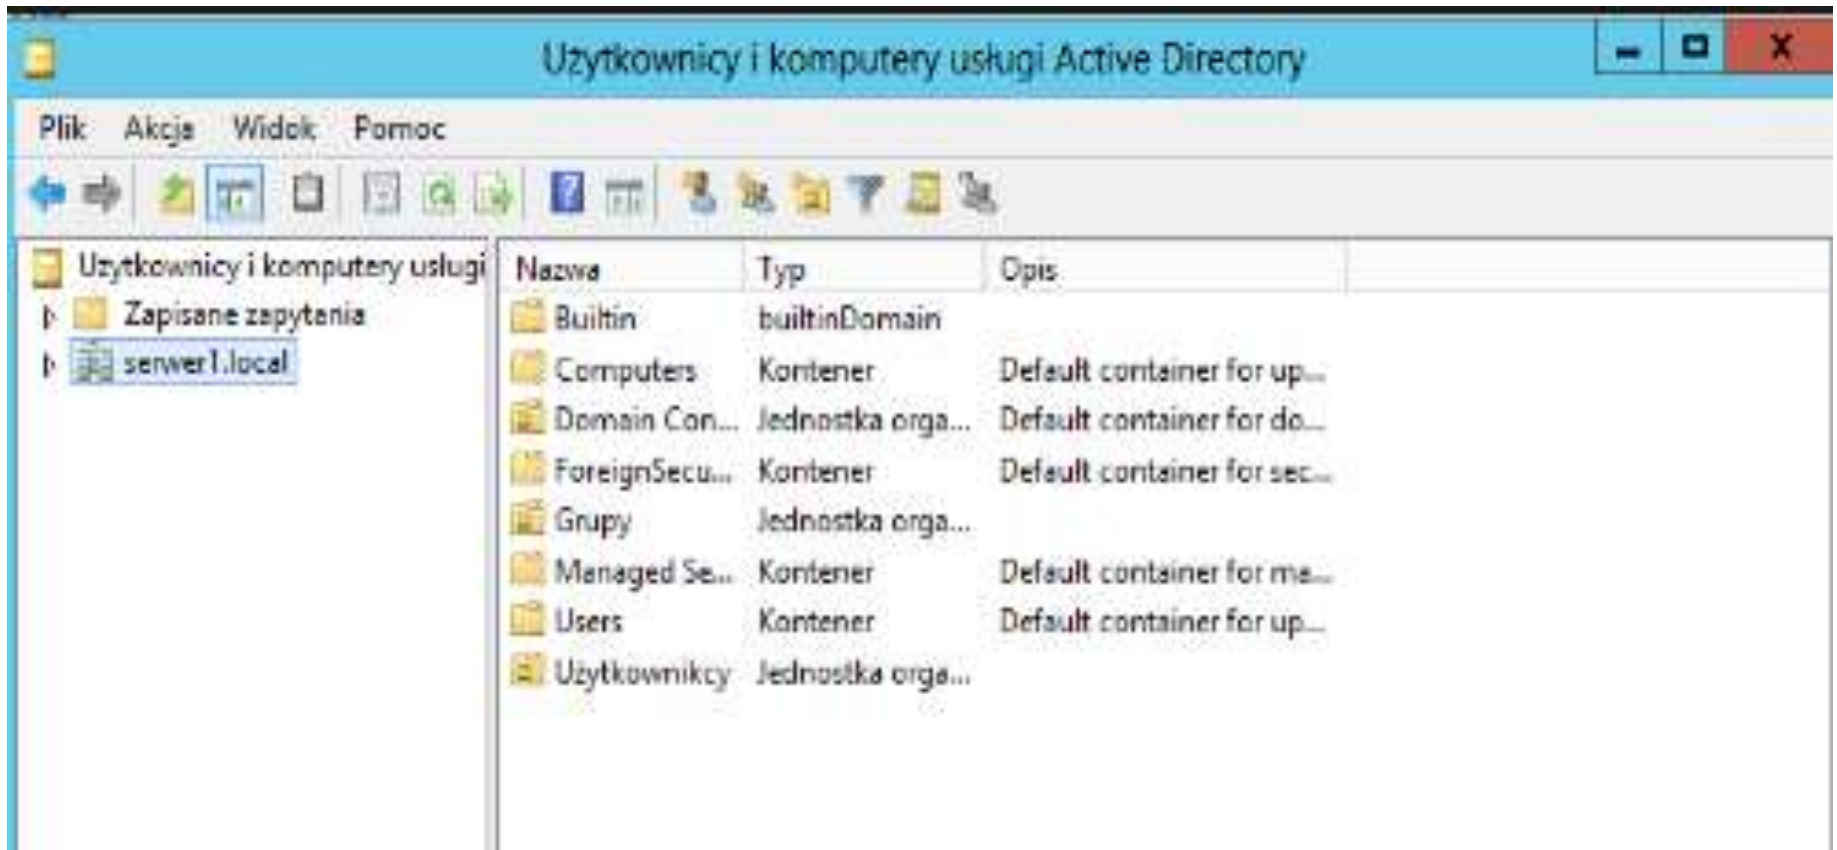 Użytkownicy i komputery usługi Active Directory
Plik Akcja Widok Pomoc
Użytkownicy i komputery usługi
Zapisane zapytania
serwer1.local
Nazwa Typ Opis
Builtin builtinDomain
Computers Kontener Default container for up...
Domain Con... Jednostka orga... Default container for do...
ForeignSecu... Kontener Default container for sec...
Grupy Jednostka orga...
Managed Se... Kontener Default container for ma...
Users Kontener Default container for up...
Użytkownikcy Jednostka orga...